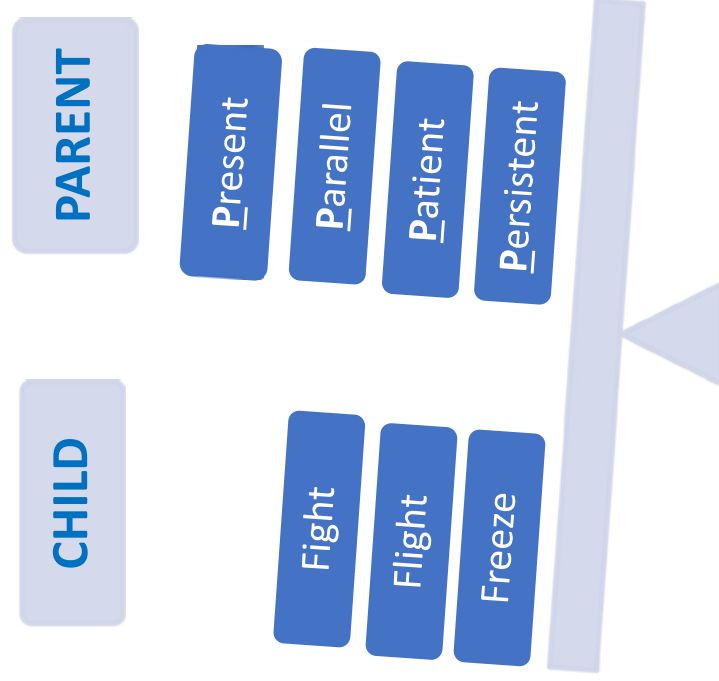 CHILD
PARENT
Present
Parallel
Patient
Persistent
Fight
Flight
Freeze